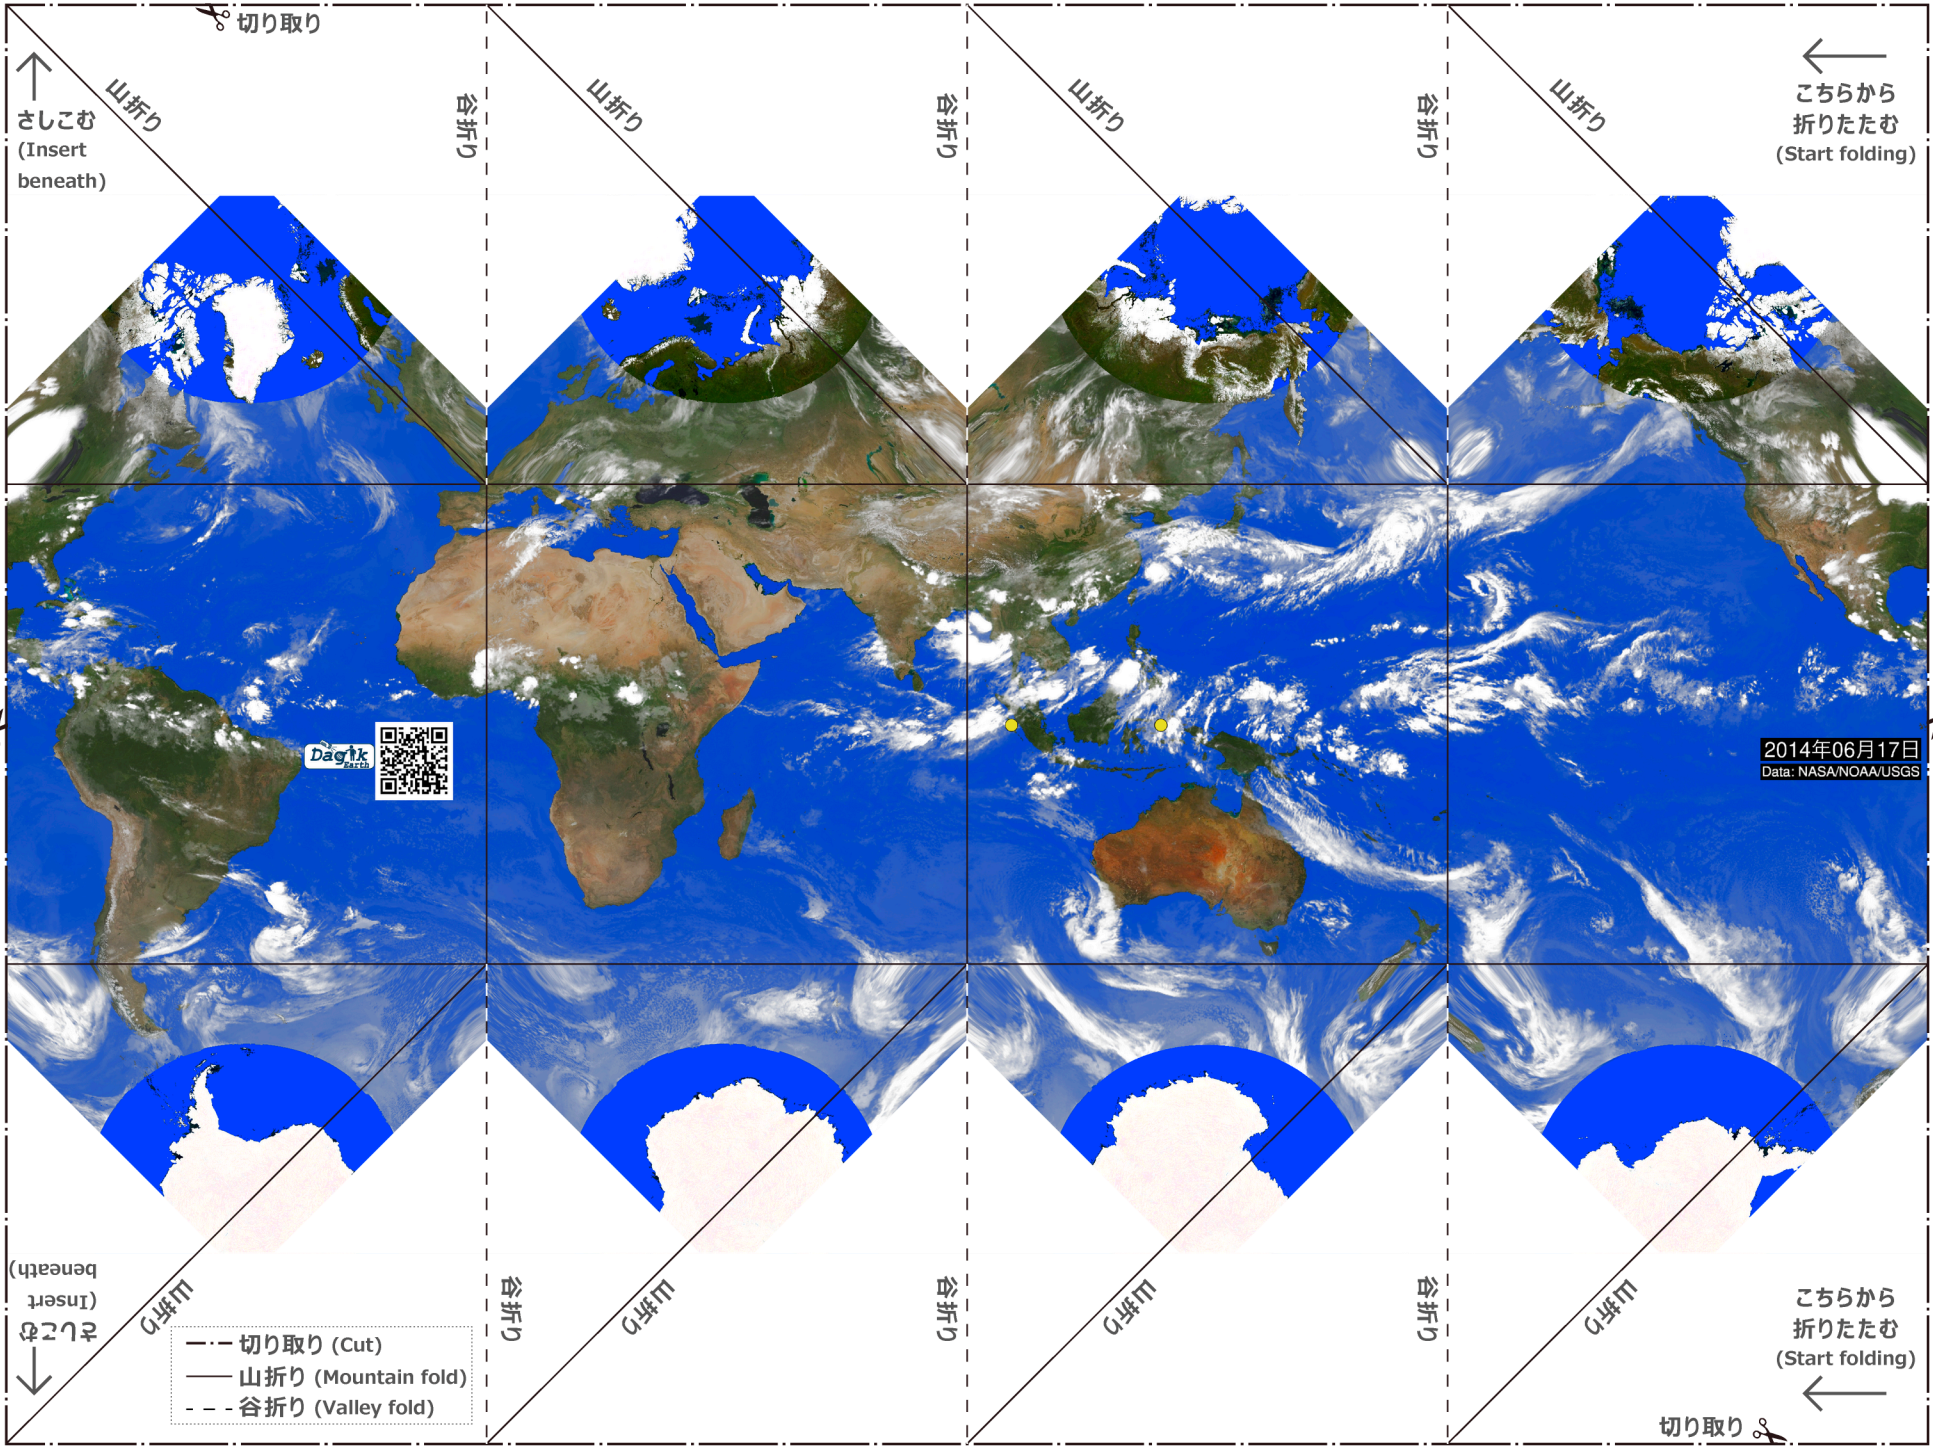 切り取り
さしこむ
(Insert
beneath)
山折り
谷折り
山折り
谷折り
山折り
谷折り
山折り
こちらから
折りたたむ
(Start folding)
Dagik
Earth
2014年06月17日
Data: NASA/NOAA/USGS
さしこむ
(Insert
beneath)
山折り
谷折り
山折り
谷折り
山折り
谷折り
山折り
こちらから
折りたたむ
(Start folding)
切り取り (Cut)
山折り (Mountain fold)
谷折り (Valley fold)
切り取り